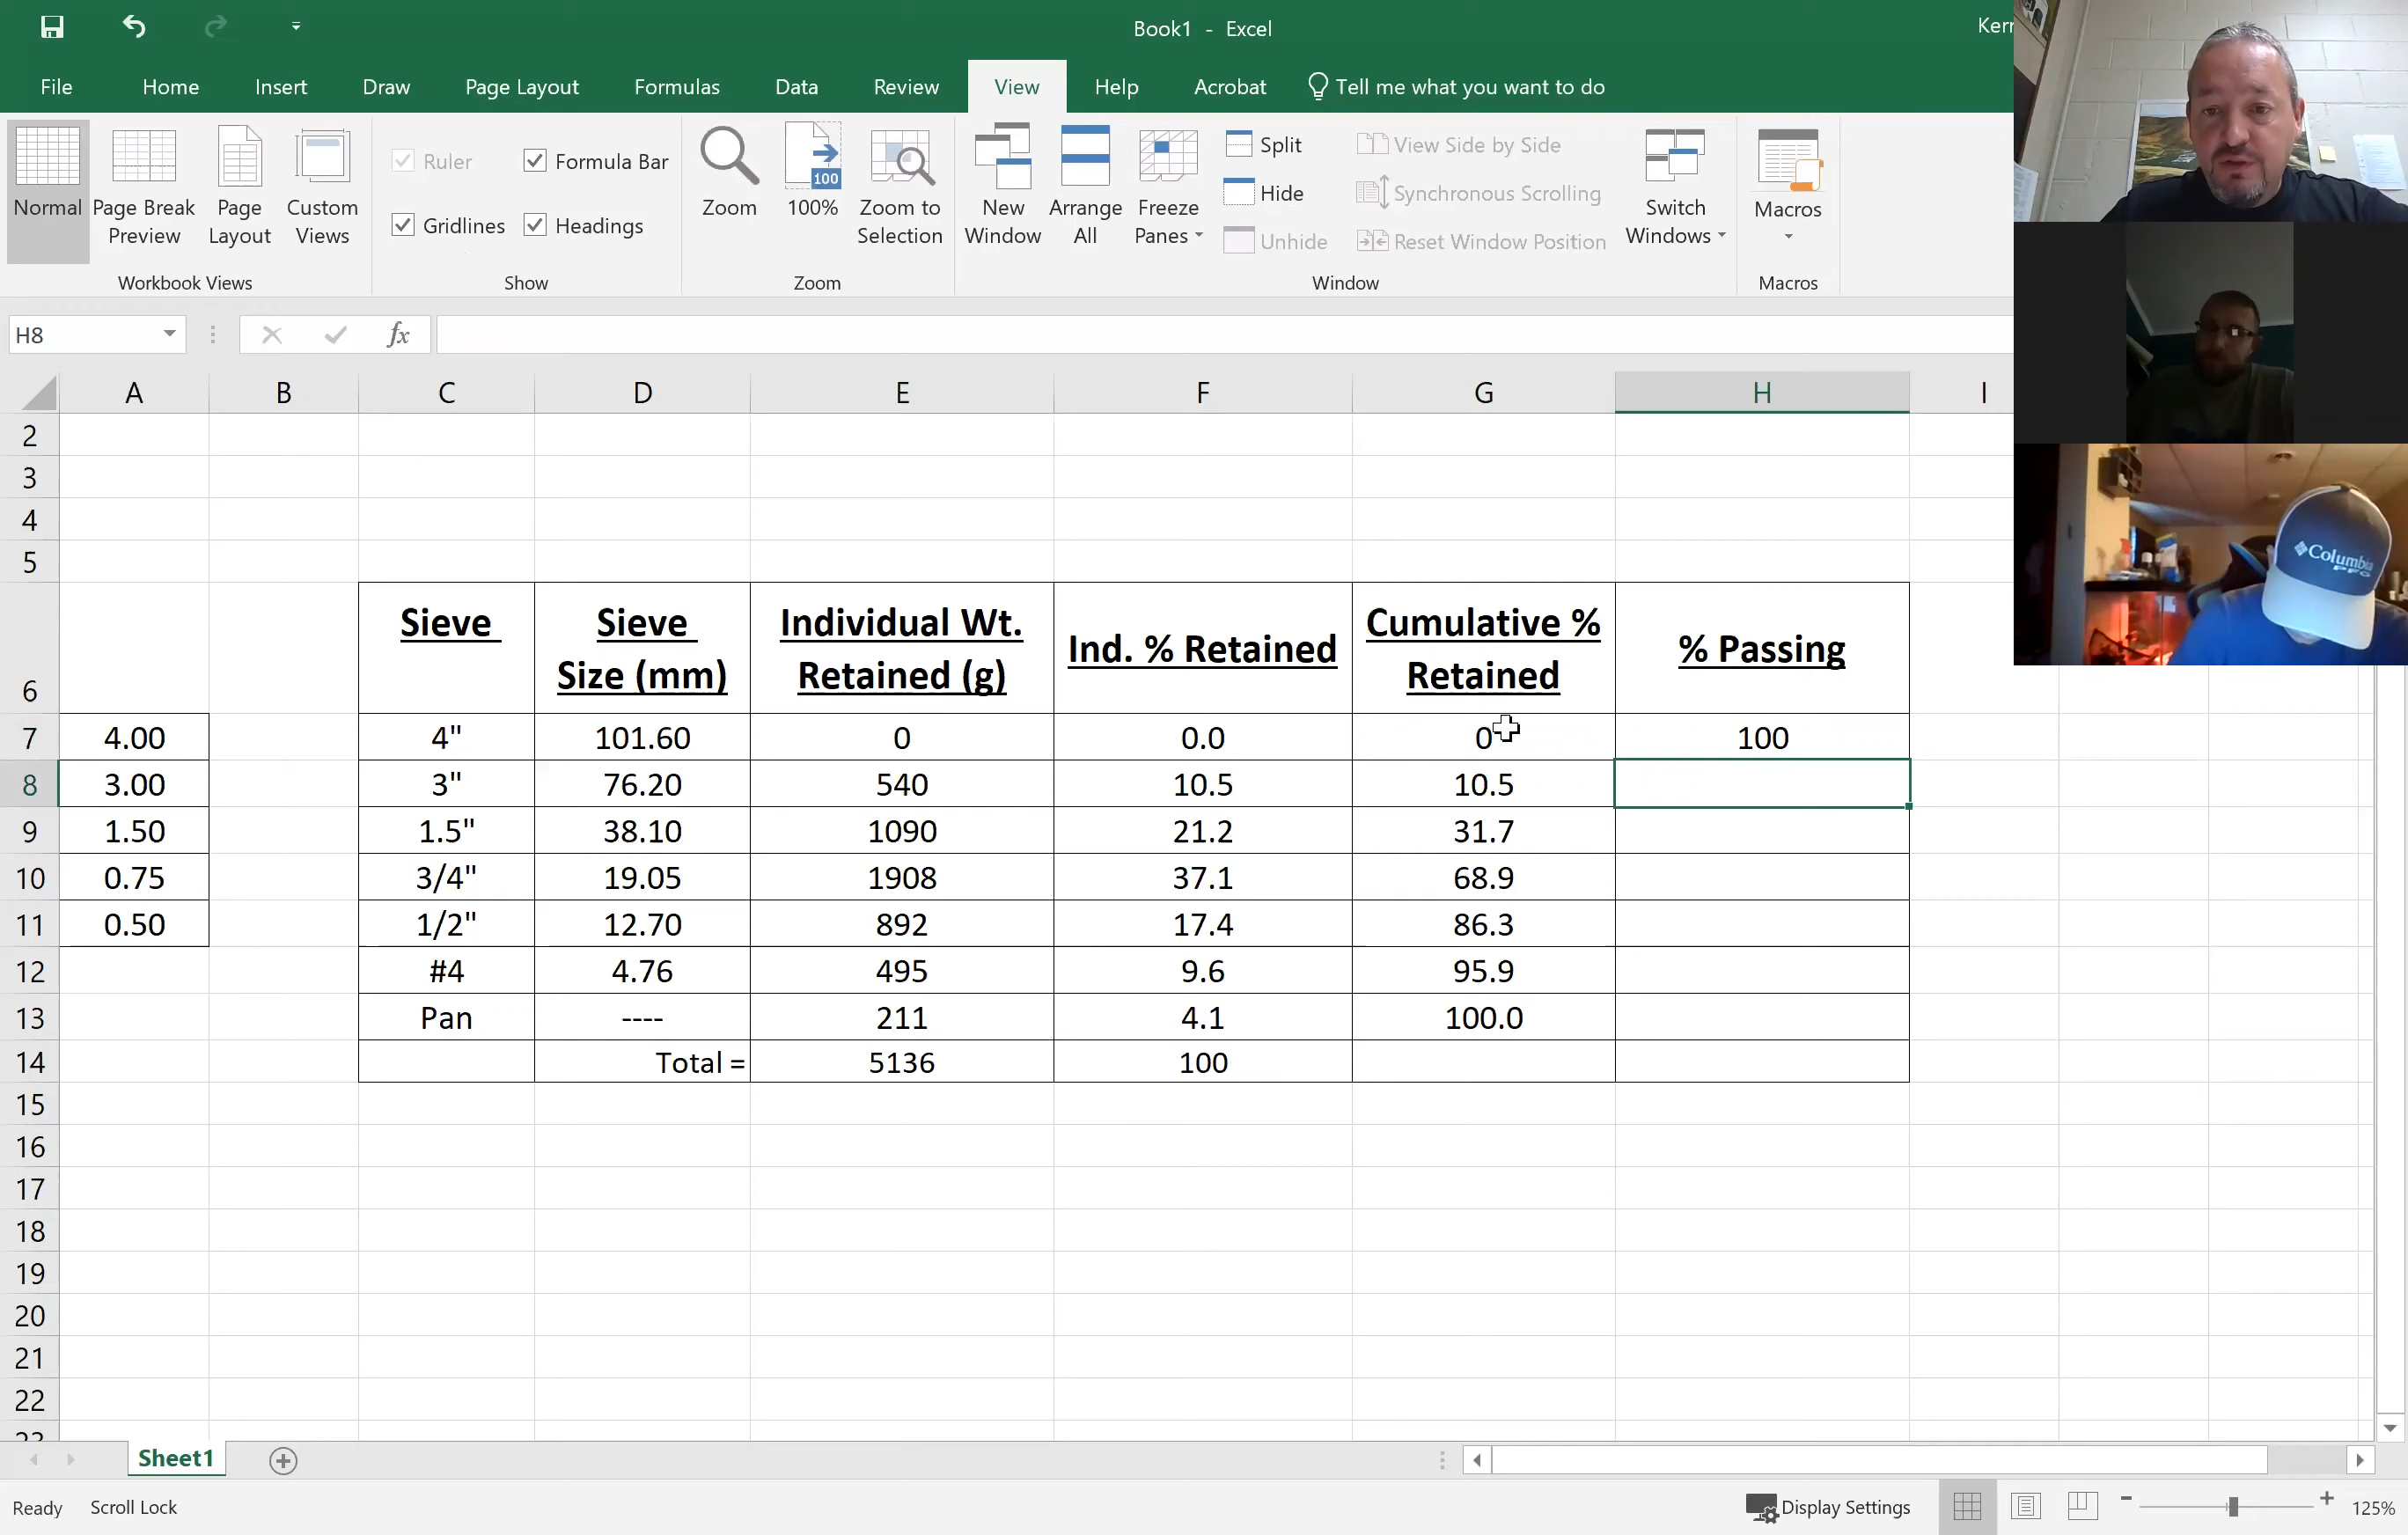 Book1 - Excel
Kerr
File Home Insert Draw Page Layout Formulas Data Review View Help Acrobat Tell me what you want to do
Normal
Page Break Preview
Page Layout
Custom Views
Workbook Views
Ruler
Formula Bar
Gridlines
Headings
Show
Zoom
100
100%
Zoom to Selection
Zoom
New Window
Arrange All
Freeze Panes
Split
Hide
Unhide
View Side by Side
Synchronous Scrolling
Reset Window Position
Window
Switch Windows
Macros
Macros
H8
fx
A B C D E F G H I
2
3
4
5
6 Sieve Sieve Size (mm) Individual Wt. Retained (g) Ind. % Retained Cumulative % Retained % Passing
7 4.00 4" 101.60 0 0.0 0 100
8 3.00 3" 76.20 540 10.5 10.5
9 1.50 1.5" 38.10 1090 21.2 31.7
10 0.75 3/4" 19.05 1908 37.1 68.9
11 0.50 1/2" 12.70 892 17.4 86.3
12 #4 4.76 495 9.6 95.9
13 Pan ---- 211 4.1 100.0
14 Total = 5136 100
15
16
17
18
19
20
21
22
23
Sheet1
Ready Scroll Lock
Display Settings
125%
Columbia
PFG